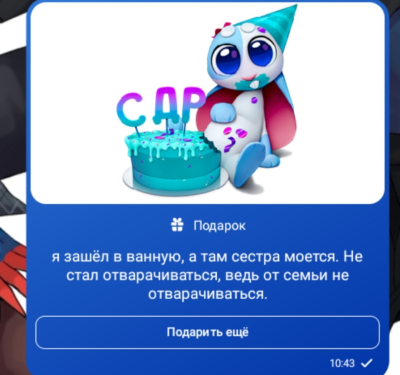 С ДР
Подарок
я зашёл в ванную, а там сестра моется. Не
стал отварачиваться, ведь от семьи не
отварачиваться.
Подарить ещё
10:43